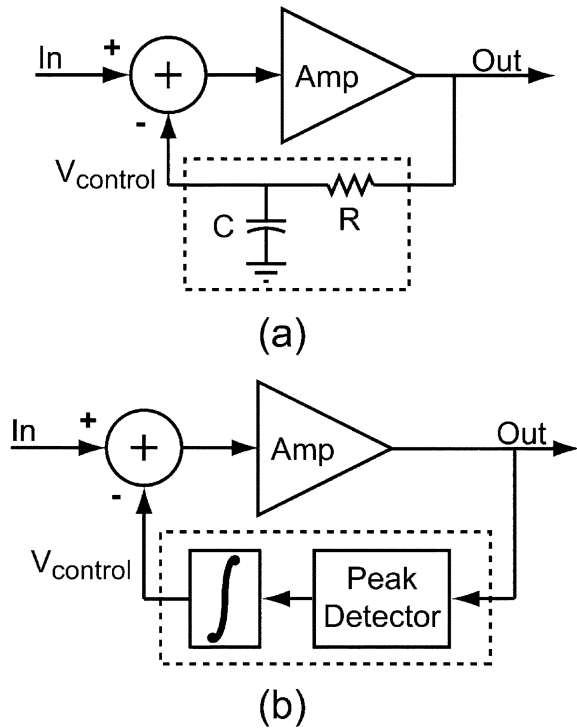 In
+
+
Amp
Out
-
Vcontrol
C
R
(a)
In
+
+
Amp
Out
-
Vcontrol
∫
Peak
Detector
(b)